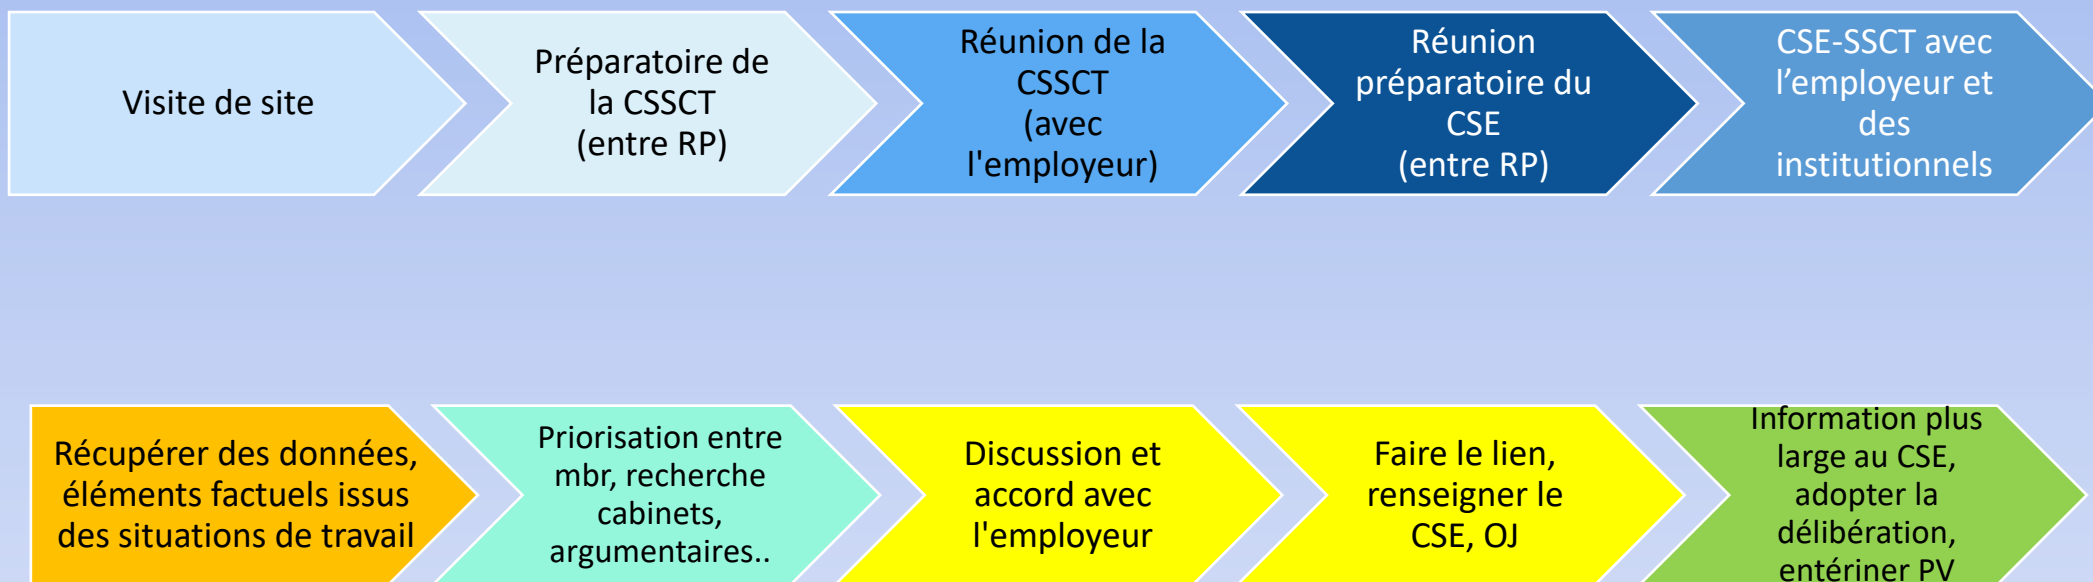 Visite de site
Préparatoire de
la CSSCT
(entre RP)
Réunion de la
CSSCT
(avec
l'employeur)
Réunion
préparatoire du
CSE
(entre RP)
CSE-SSCT avec
l’employeur et
des
institutionnels
Récupérer des données,
éléments factuels issus
des situations de travail
Priorisation entre
mbr, recherche
cabinets,
argumentaires..
Discussion et
accord avec
l'employeur
Faire le lien,
renseigner le
CSE, OJ
Information plus
large au CSE,
adopter la
délibération,
entériner PV